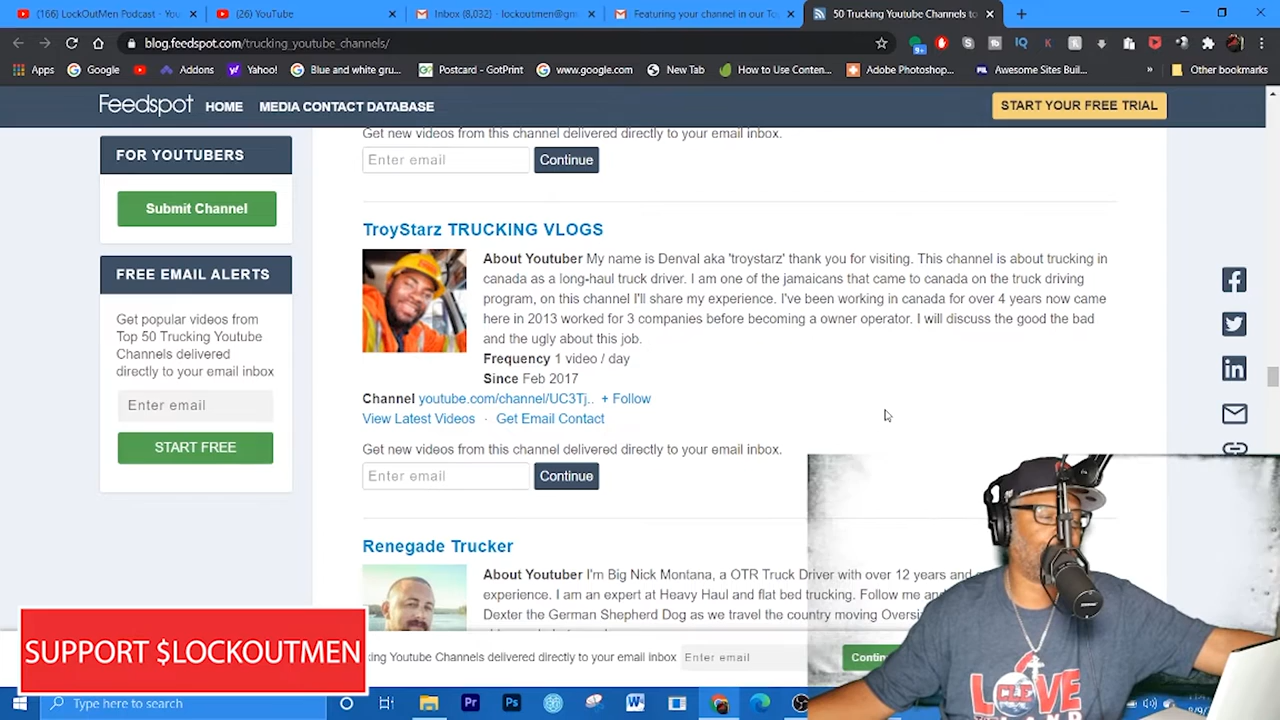 (166) LockOutMen Podcast - You
(26) YouTube
Inbox (8,032) - lockoutmen@gm
Featuring your channel in our To
50 Trucking Youtube Channels to
blog.feedspot.com/trucking_youtube_channels/
9+
IQ
K
Apps
Google
Addons
Yahoo!
Blue and white gru...
Postcard - GotPrint
www.google.com
New Tab
How to Use Conten...
Adobe Photoshop...
Awesome Sites Buil...
»
Other bookmarks
Feedspot
HOME
MEDIA CONTACT DATABASE
START YOUR FREE TRIAL
FOR YOUTUBERS
Submit Channel
FREE EMAIL ALERTS
Get popular videos from
Top 50 Trucking Youtube
Channels delivered
directly to your email inbox
Enter email
START FREE
Get new videos from this channel delivered directly to your email inbox.
Enter email
Continue
TroyStarz TRUCKING VLOGS
About Youtuber My name is Denval aka 'troystarz' thank you for visiting. This channel is about trucking in
canada as a long-haul truck driver. I am one of the jamaicans that came to canada on the truck driving
program, on this channel I'll share my experience. I've been working in canada for over 4 years now came
here in 2013 worked for 3 companies before becoming a owner operator. I will discuss the good the bad
and the ugly about this job.
Frequency 1 video / day
Since Feb 2017
Channel youtube.com/channel/UC3Tj.. + Follow
View Latest Videos · Get Email Contact
Get new videos from this channel delivered directly to your email inbox.
Enter email
Continue
Renegade Trucker
About Youtuber I'm Big Nick Montana, a OTR Truck Driver with over 12 years and
experience. I am an expert at Heavy Haul and flat bed trucking. Follow me and
Dexter the German Shepherd Dog as we travel the country moving Oversi
king Youtube Channels delivered directly to your email inbox
Enter email
SUPPORT $LOCKOUTMEN
LOVE
CLE
Type here to search
Pr
Ps
W